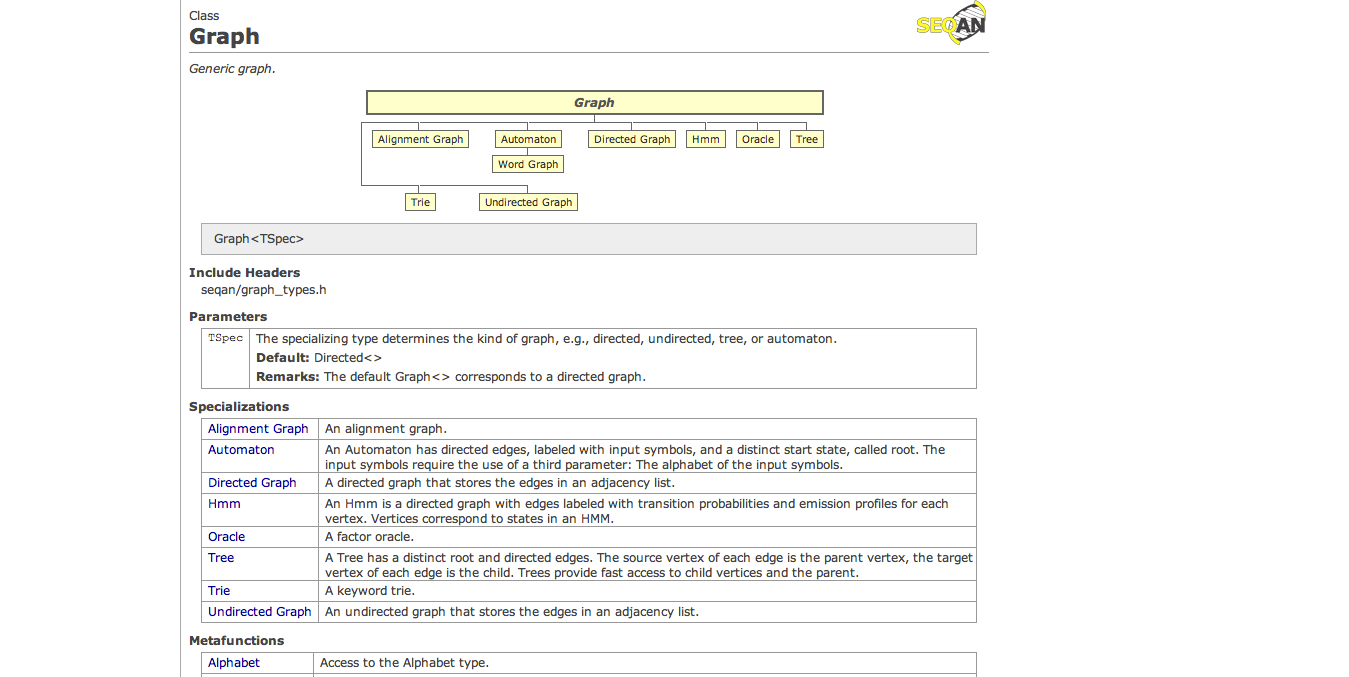 Class
Graph
SEQAN
Generic graph.
Graph
Alignment Graph Automaton Directed Graph Hmm Oracle Tree
Word Graph
Trie Undirected Graph
Graph<TSpec>
Include Headers
seqan/graph_types.h
Parameters
TSpec The specializing type determines the kind of graph, e.g., directed, undirected, tree, or automaton.
Default: Directed<>
Remarks: The default Graph<> corresponds to a directed graph.
Specializations
Alignment Graph An alignment graph.
Automaton An Automaton has directed edges, labeled with input symbols, and a distinct start state, called root. The
input symbols require the use of a third parameter: The alphabet of the input symbols.
Directed Graph A directed graph that stores the edges in an adjacency list.
Hmm An Hmm is a directed graph with edges labeled with transition probabilities and emission profiles for each
vertex. Vertices correspond to states in an HMM.
Oracle A factor oracle.
Tree A Tree has a distinct root and directed edges. The source vertex of each edge is the parent vertex, the target
vertex of each edge is the child. Trees provide fast access to child vertices and the parent.
Trie A keyword trie.
Undirected Graph An undirected graph that stores the edges in an adjacency list.
Metafunctions
Alphabet Access to the Alphabet type.